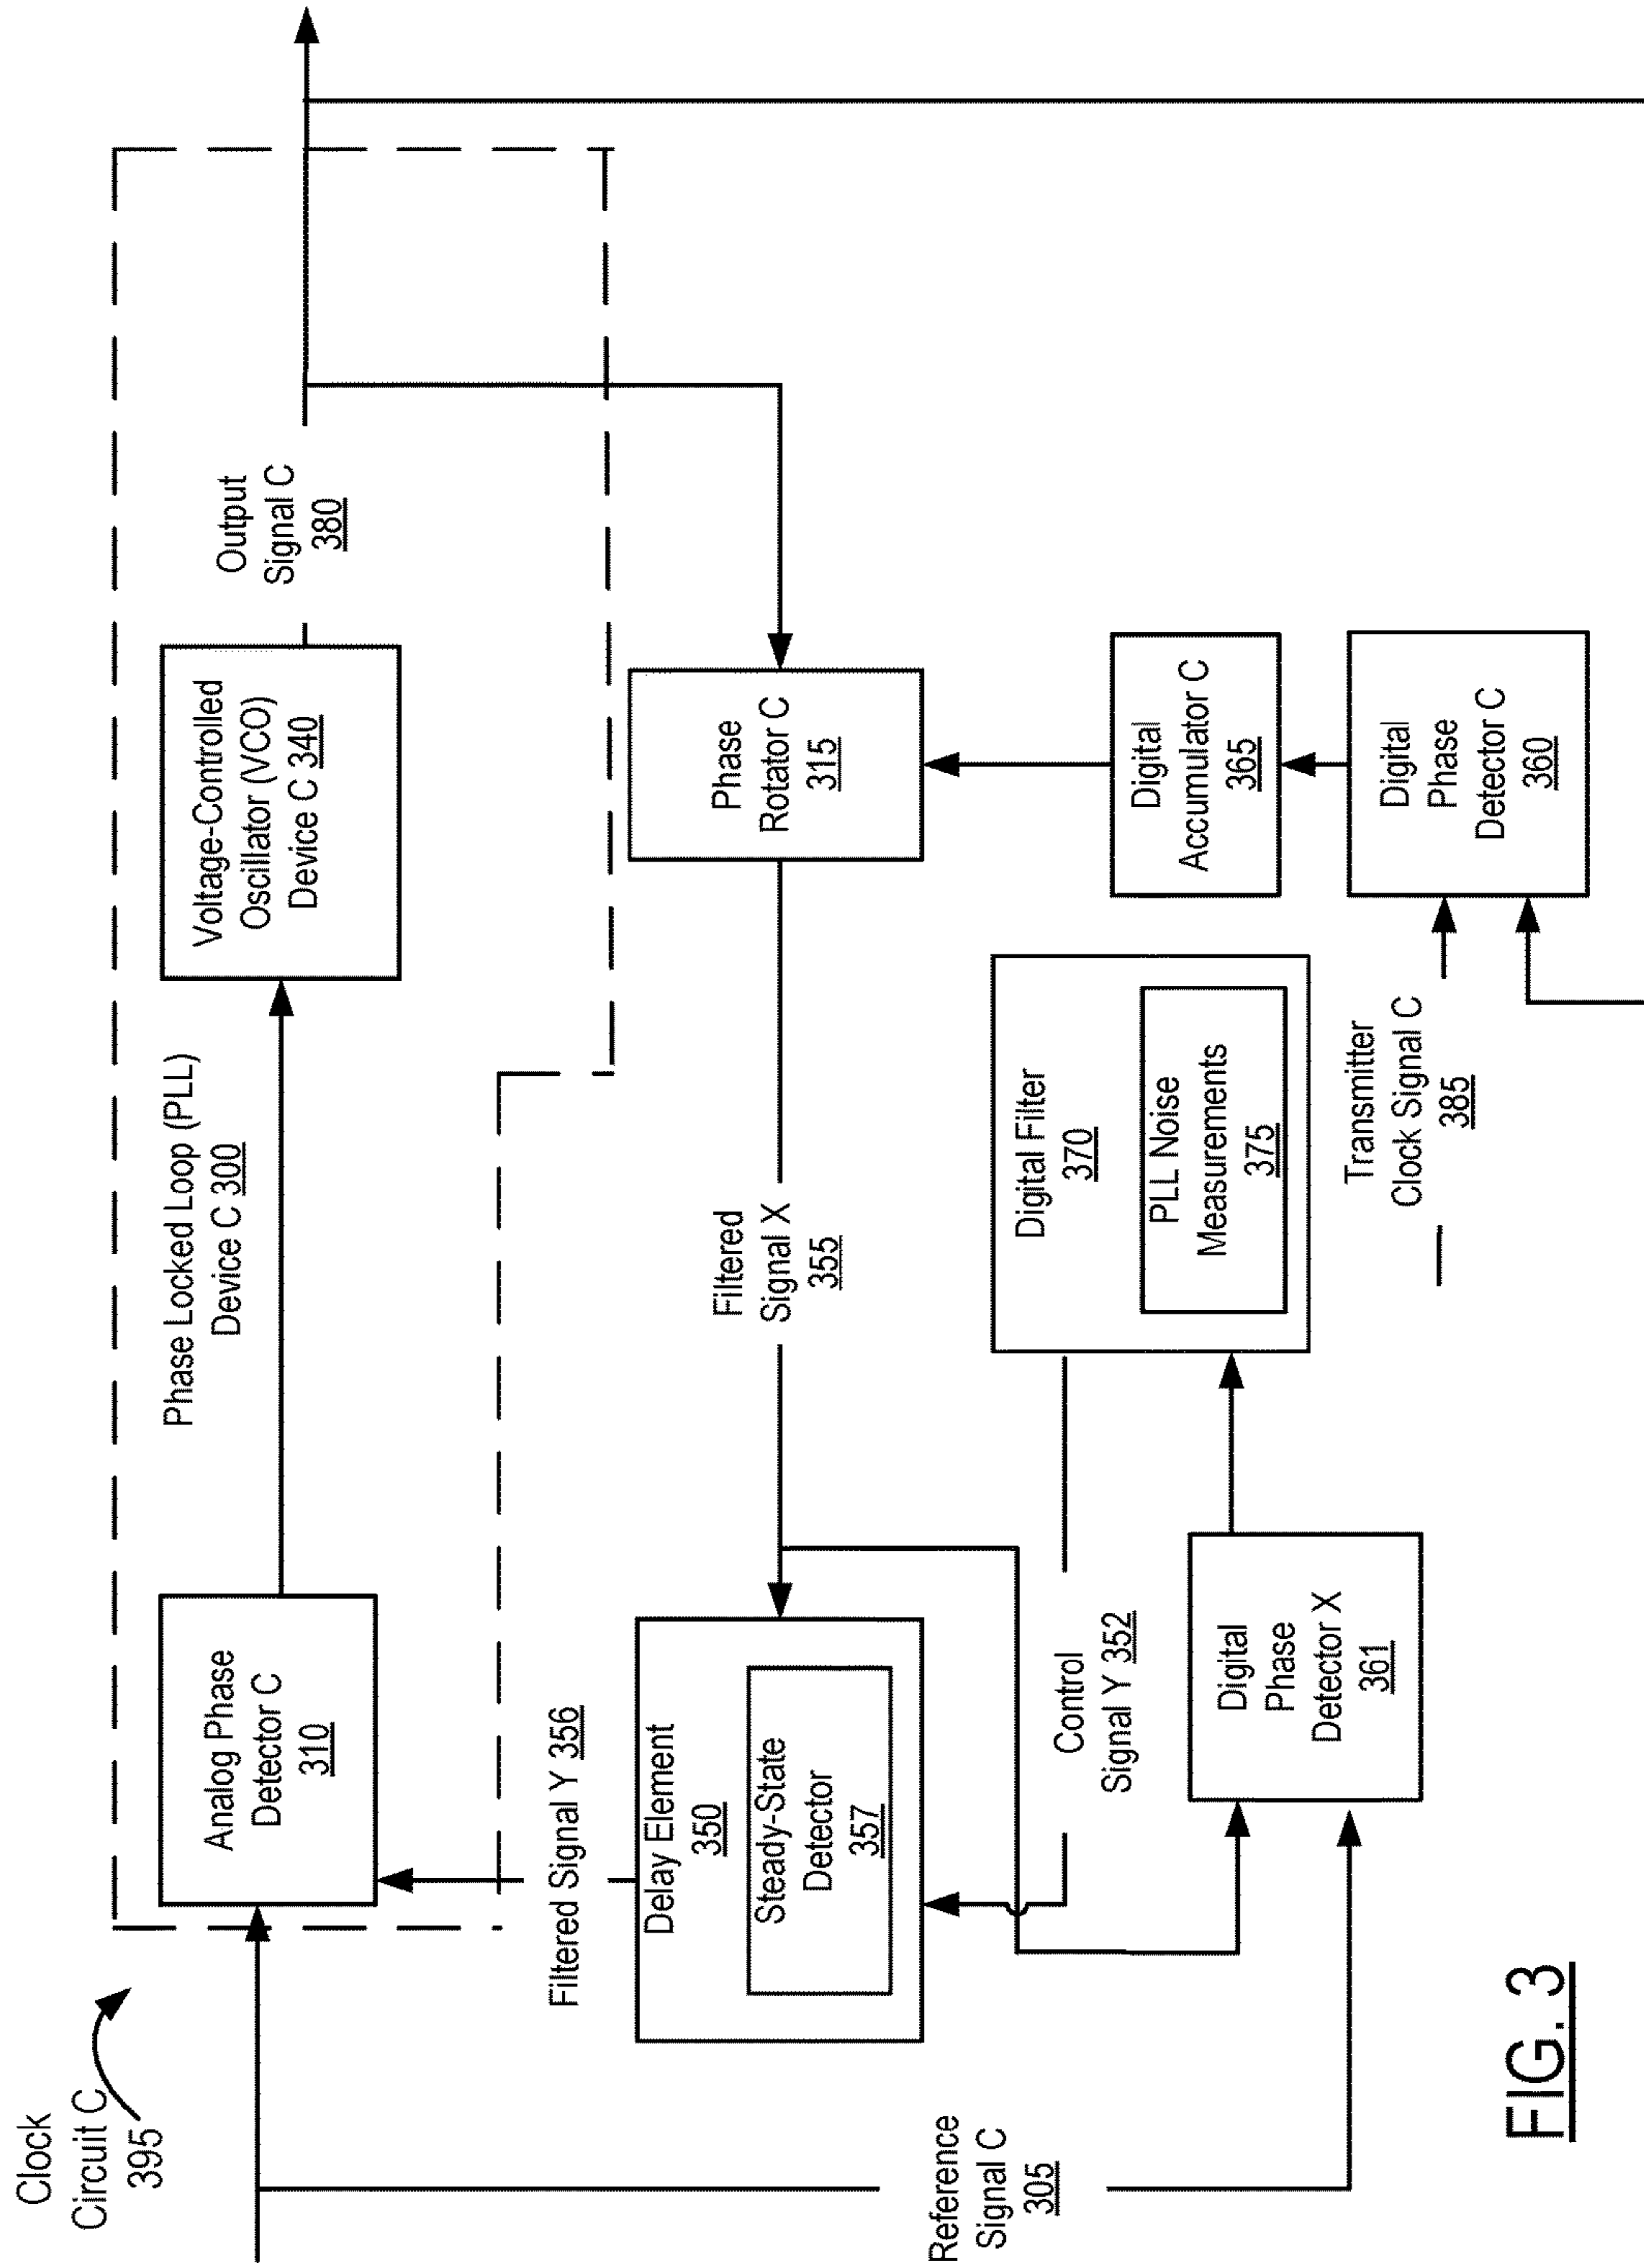 Clock
Circuit C
395
Phase Locked Loop (PLL)
Device C 300
Analog Phase
Detector C
310
Voltage-Controlled
Oscillator (VCO)
Device C 340
Output
Signal C
380
Filtered Signal Y 356
Delay Element
350
Steady-State
Detector
357
Filtered
Signal X
355
Phase
Rotator C
315
Reference
Signal C
305
Control
Signal Y 352
Digital Filter
370
PLL Noise
Measurements
375
Digital
Accumulator C
365
Digital
Phase
Detector X
361
Transmitter
Clock Signal C
385
Digital
Phase
Detector C
360
FIG. 3